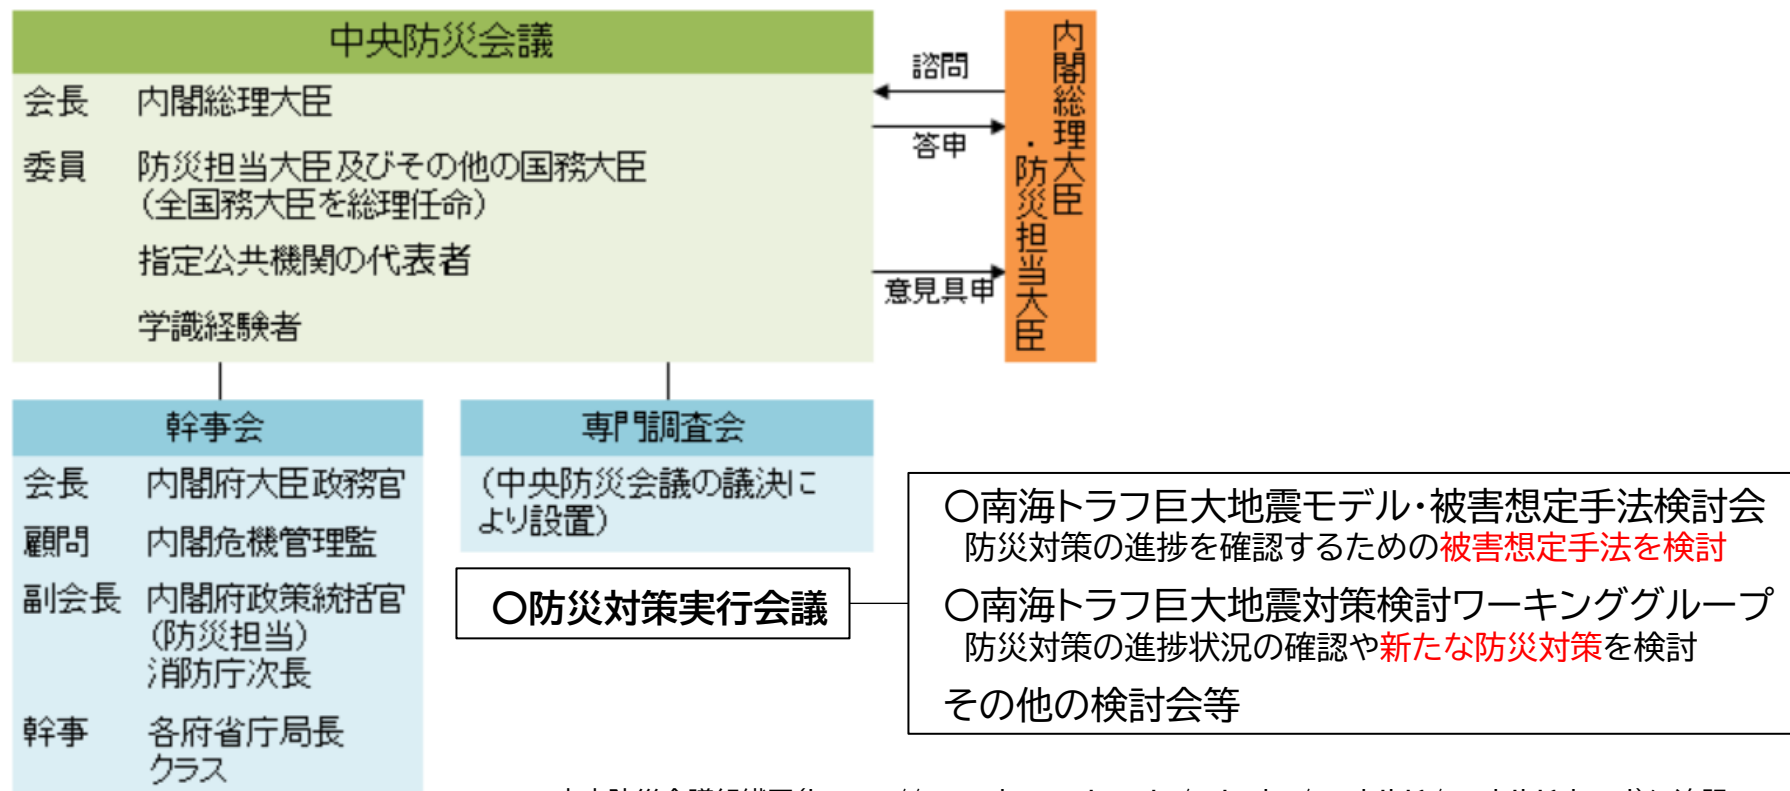 中央防災会議
会長 内閣総理大臣
委員 防災担当大臣及びその他の国務大臣
(全国務大臣を総理任命)
指定公共機関の代表者
学識経験者
諮問
答申
意見具申
内閣総理大臣
・防災担当大臣
幹事会
会長 内閣府大臣政務官
顧問 内閣危機管理監
副会長 内閣府政策統括官
(防災担当)
消防庁次長
幹事 各府省庁局長
クラス
専門調査会
(中央防災会議の議決に
より設置)
〇防災対策実行会議
〇南海トラフ巨大地震モデル・被害想定手法検討会
防災対策の進捗を確認するための被害想定手法を検討
〇南海トラフ巨大地震対策検討ワーキンググループ
防災対策の進捗状況の確認や新たな防災対策を検討
その他の検討会等